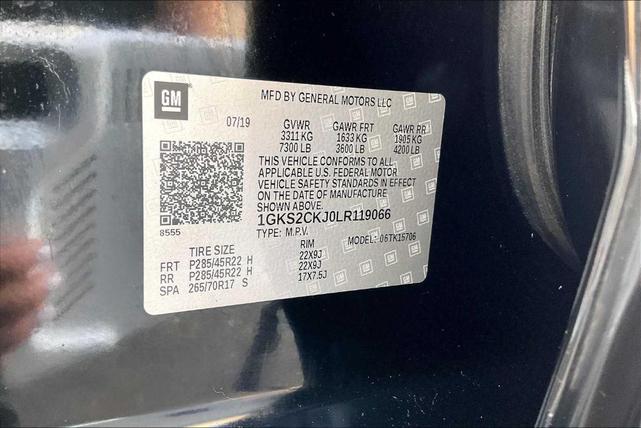 GM
MFD BY GENERAL MOTORS LLC
07/19 GVWR GAWR FRT GAWR RR
3311 KG 1633 KG 1905 KG
7300 LB 3600 LB 4200 LB
THIS VEHICLE CONFORMS TO ALL
APPLICABLE U.S. FEDERAL MOTOR
VEHICLE SAFETY STANDARDS IN EFFECT
ON THE DATE OF MANUFACTURE
SHOWN ABOVE.
8555
1GKS2CKJ0LR119066
TYPE: M.P.V. MODEL: 06TK15706
TIRE SIZE RIM
FRT P285/45R22 H 22X9J
RR P285/45R22 H 22X9J
SPA 265/70R17 S 17X7.5J